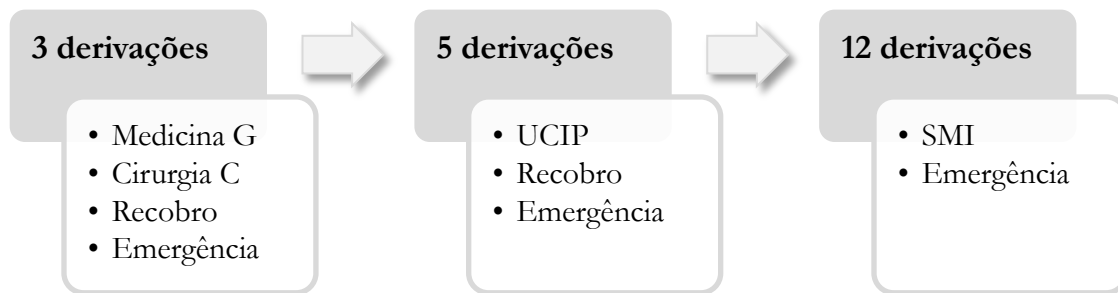 3 derivações
• Medicina G
• Cirurgia C
• Recobro
• Emergência
5 derivações
• UCIP
• Recobro
• Emergência
12 derivações
• SMI
• Emergência